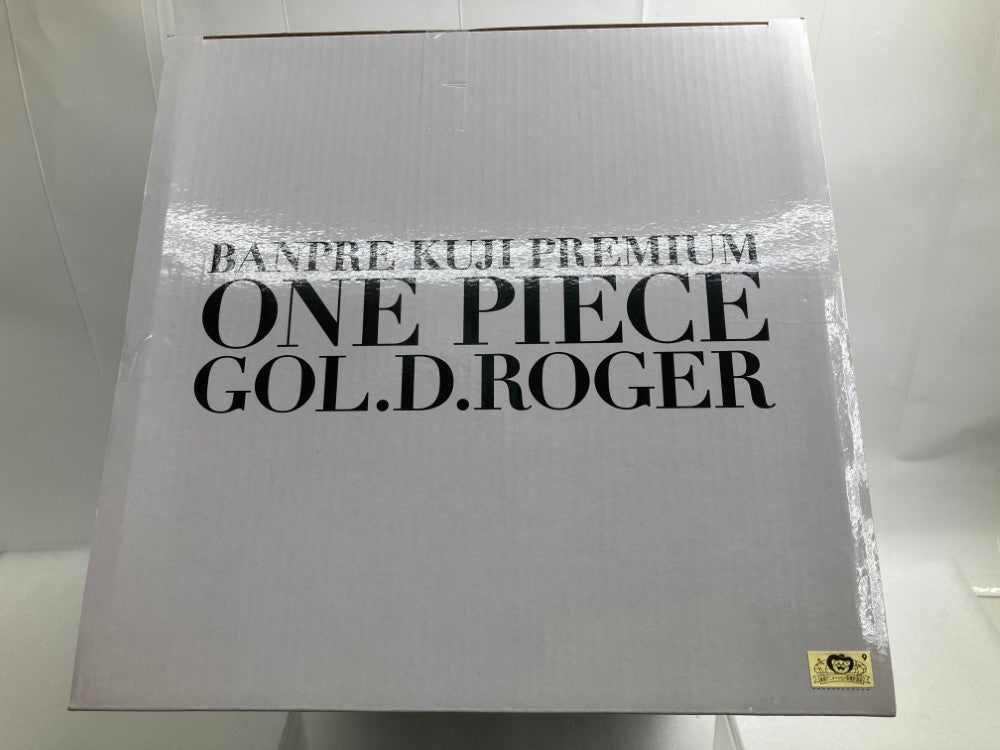 BANPRE KUJI PREMIUM
ONE PIECE
GOL.D.ROGER